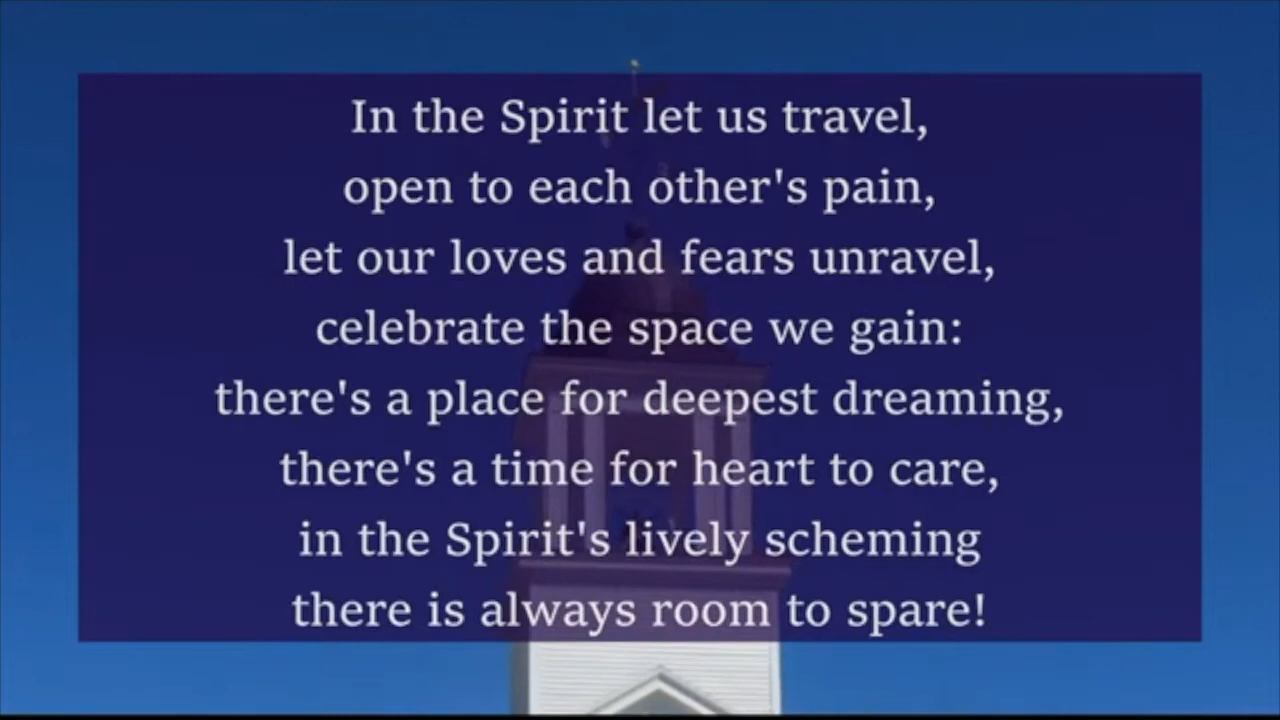 In the Spirit let us travel,
open to each other's pain,
let our loves and fears unravel,
celebrate the space we gain:
there's a place for deepest dreaming,
there's a time for heart to care,
in the Spirit's lively scheming
there is always room to spare!